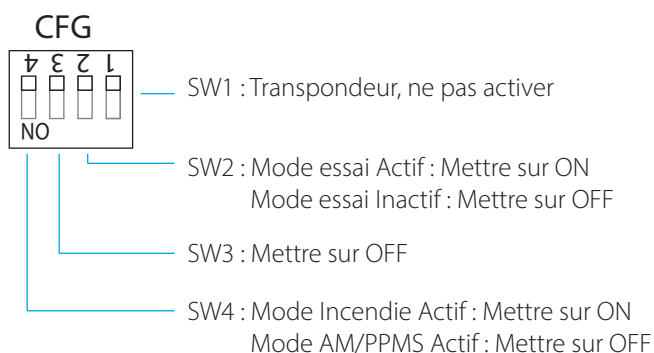 CFG
4 3 2 1
ON
SW1 : Transpondeur, ne pas activer
SW2 : Mode essai Actif : Mettre sur ON
Mode essai Inactif : Mettre sur OFF
SW3 : Mettre sur OFF
SW4 : Mode Incendie Actif : Mettre sur ON
Mode AM/PPMS Actif : Mettre sur OFF